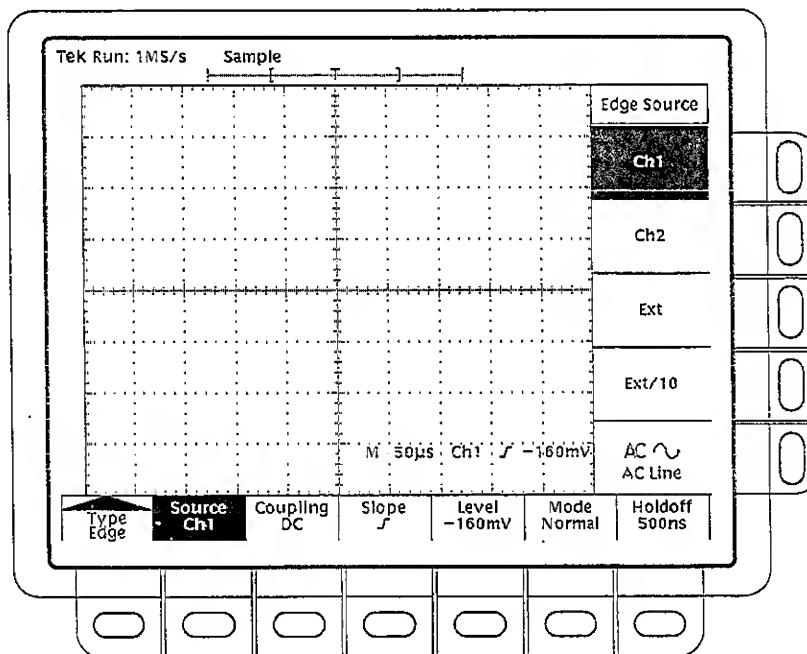 Tek Run: 1MS/s Sample
Edge Source
Ch1
Ch2
Ext
Ext/10
M 50µs Ch1 ∫ -160mV
AC ∿
AC Line
Type
Edge
Source
Ch1
Coupling
DC
Slope
∫
Level
-160mV
Mode
Normal
Holdoff
500ns